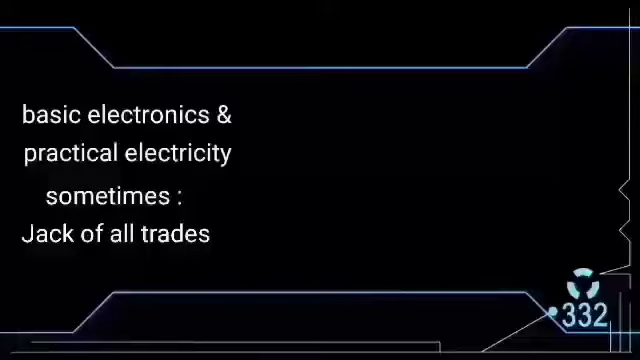 basic electronics &
practical electricity
sometimes :
Jack of all trades
332